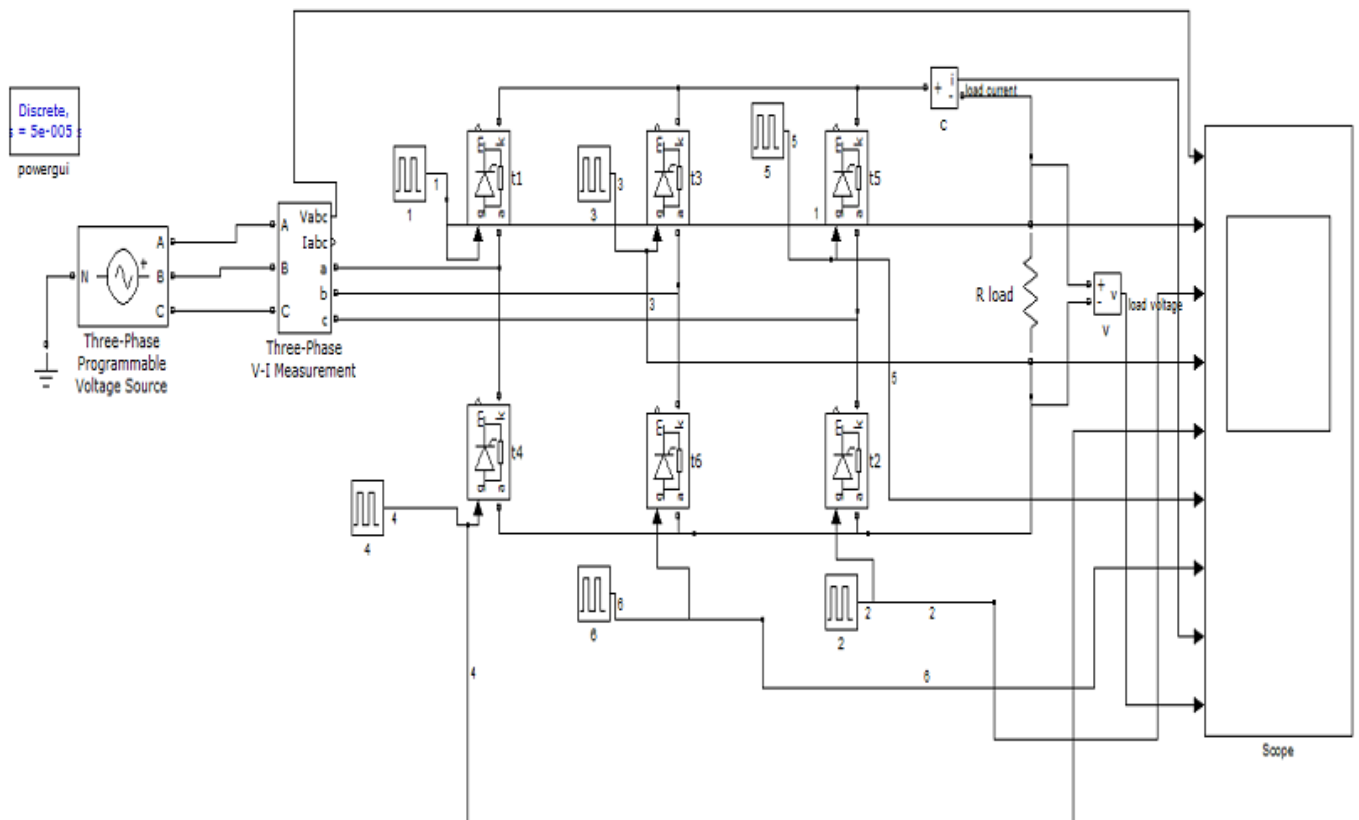 Discrete,
s = 5e-005 s
powergui
N
A
B
C
Three-Phase
Programmable
Voltage Source
A
B
C
Vabc
Iabc
a
b
c
Three-Phase
V-I Measurement
1
1
m
k
g
a
t1
3
3
m
k
g
a
t3
5
5
m
k
g
a
t5
1
3
5
+
i
-
load current
C
R load
+
-
v
load voltage
V
4
4
m
k
g
a
t4
m
k
g
a
t6
m
k
g
a
t2
6
6
2
2
2
4
6
Scope